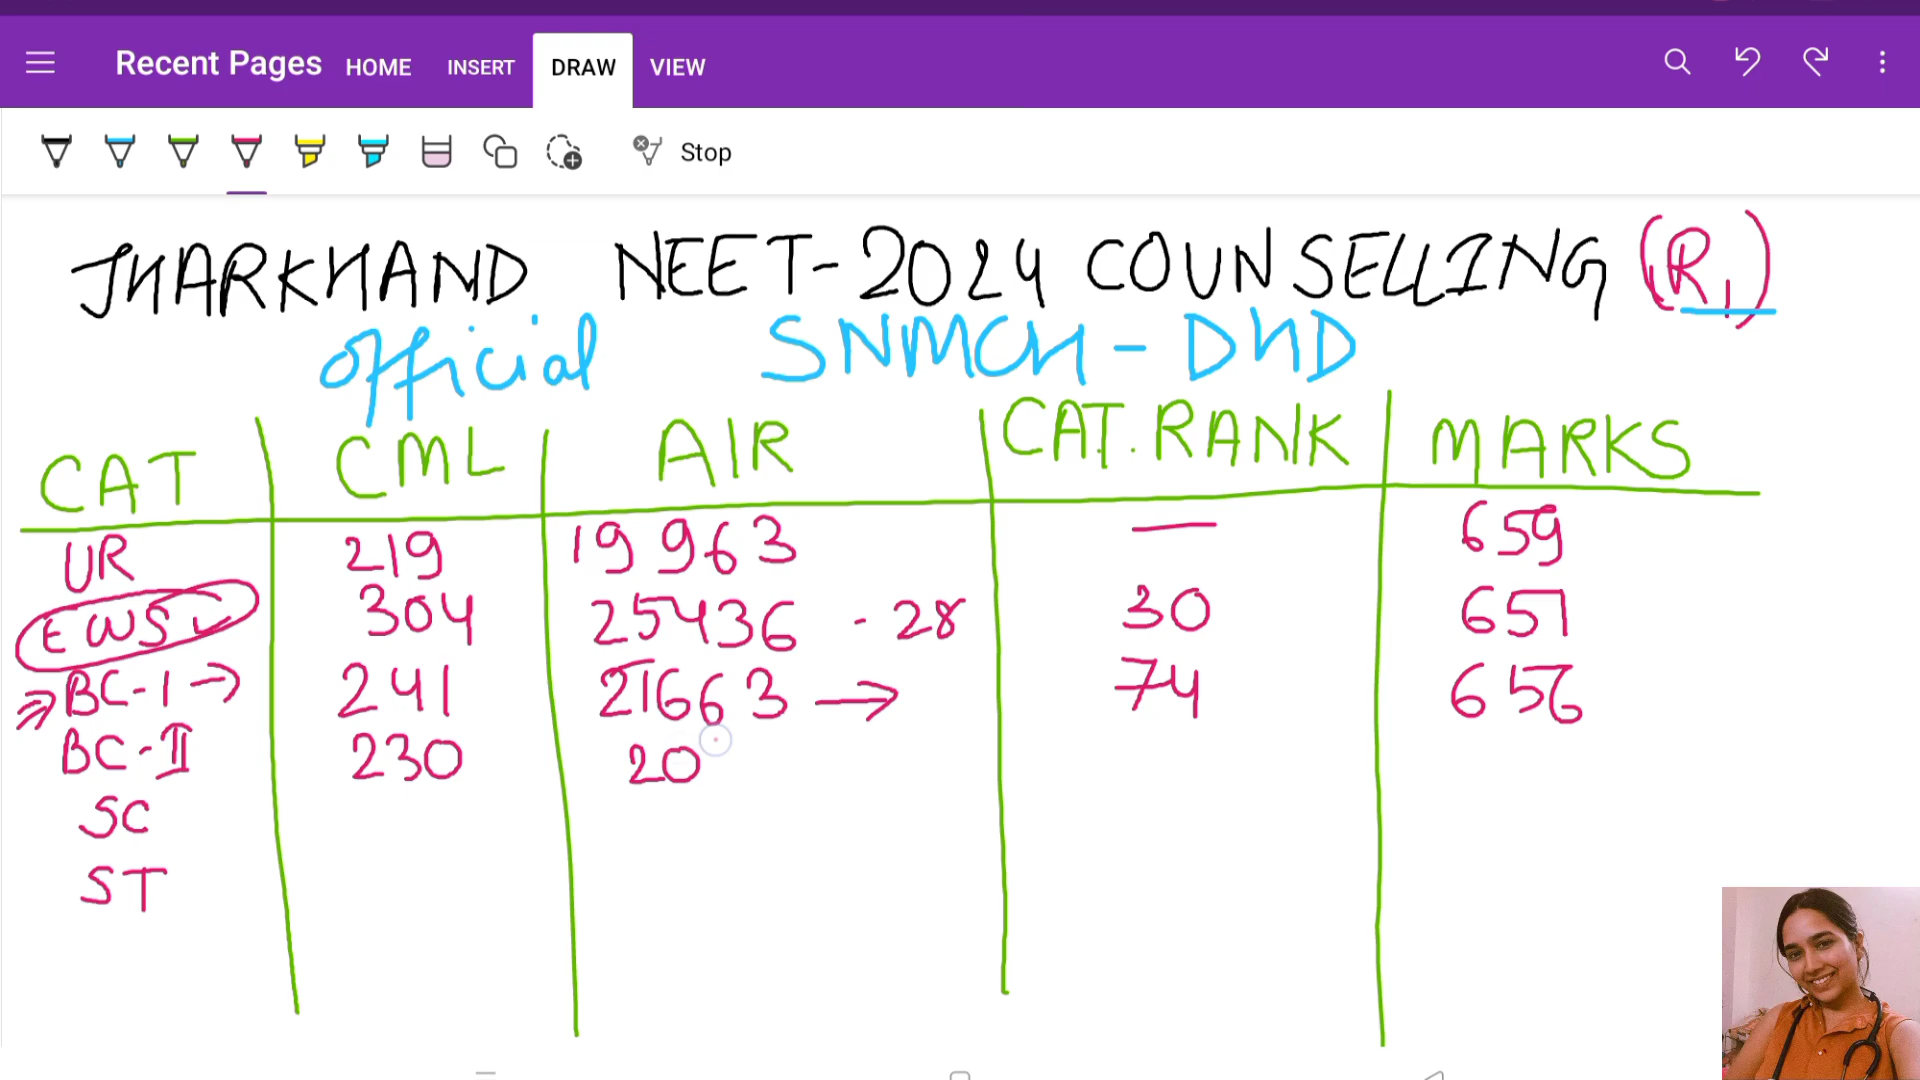 Recent Pages HOME INSERT DRAW VIEW
Stop
JHARKHAND NEET-2024 COUNSELLING (R1)
official SNMCH-DHD
CAT CML AIR CAT. RANK MARKS
UR 219 19963 — 659
EWS 304 25436 - 28 30 651
⇒ BC-I → 241 21663 → 74 656
BC-II 230 20
SC
ST